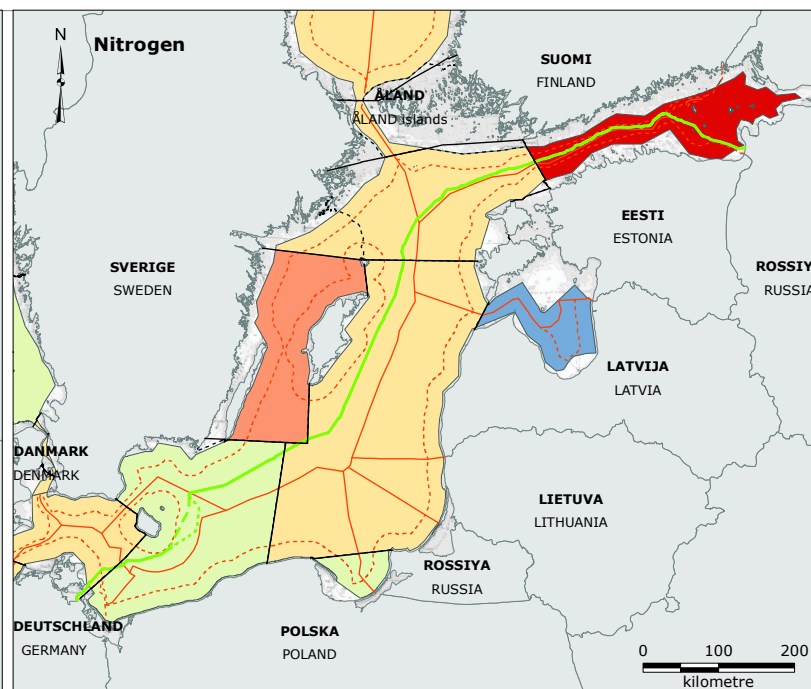 Nitrogen
N
SUOMI
FINLAND
ÅLAND
ÅLAND islands
EESTI
ESTONIA
SVERIGE
SWEDEN
ROSSIY
RUSSIA
LATVIJA
LATVIA
DANMARK
DENMARK
LIETUVA
LITHUANIA
ROSSIYA
RUSSIA
DEUTSCHLAND
GERMANY
POLSKA
POLAND
0 100 200
kilometre